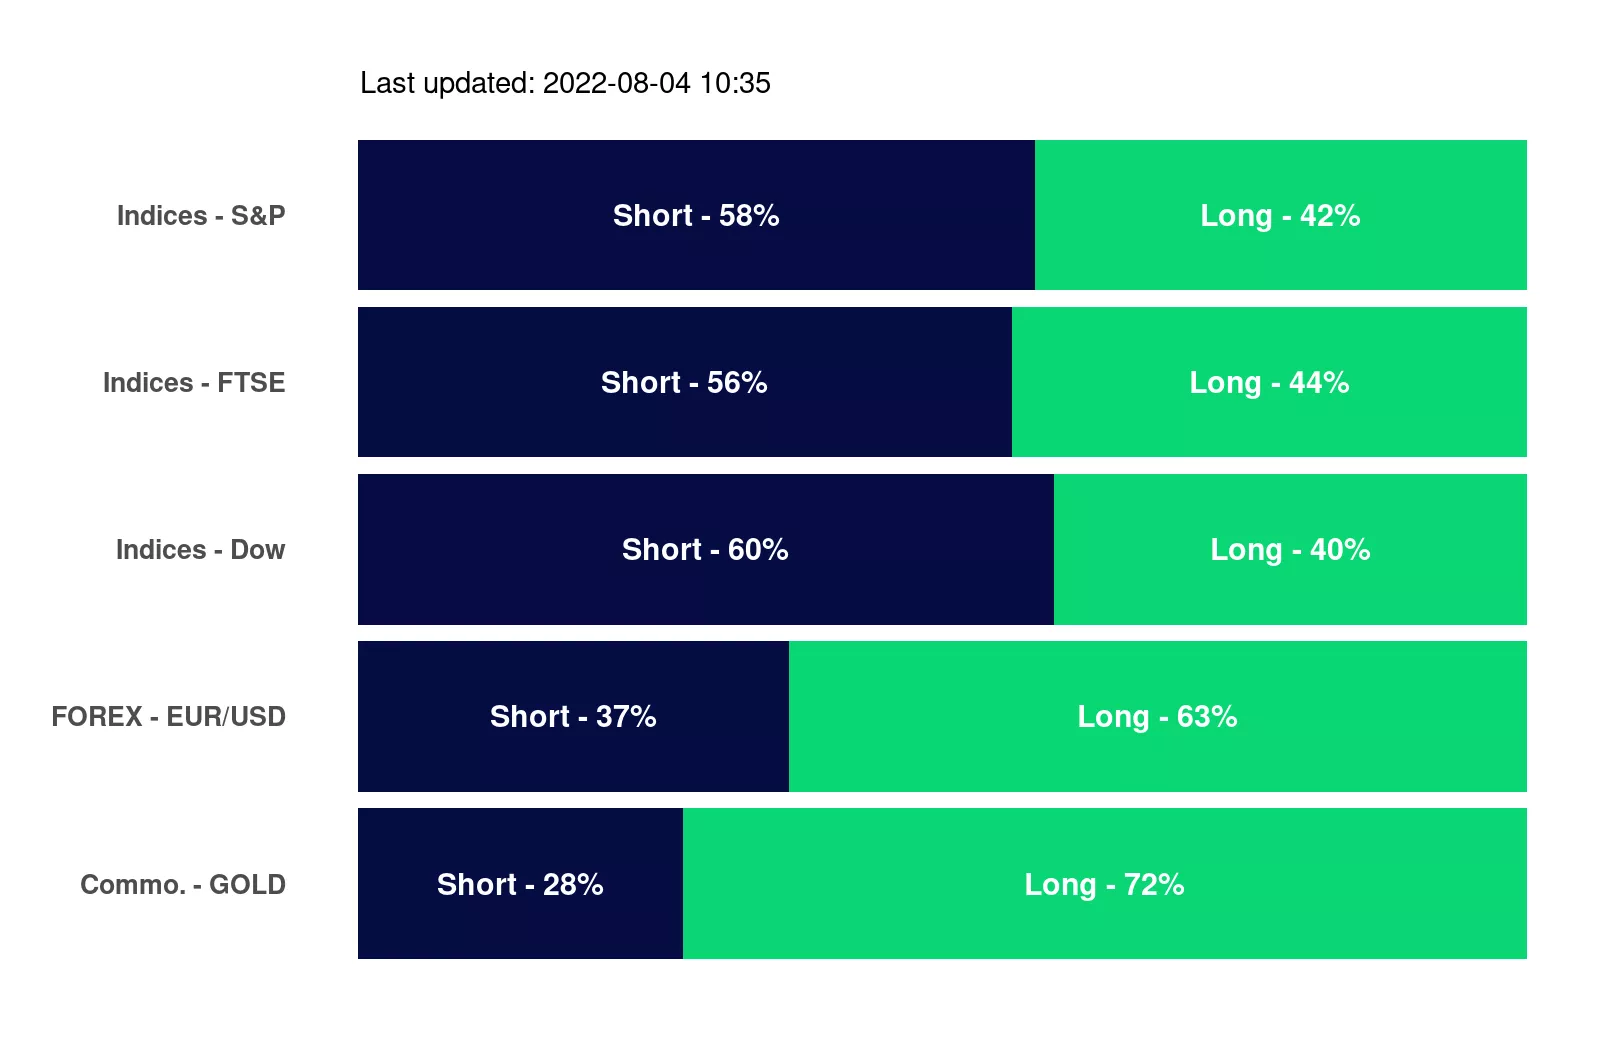 Last updated: 2022-08-04 10:35
Indices - S&P Short - 58% Long - 42%
Indices - FTSE Short - 56% Long - 44%
Indices - Dow Short - 60% Long - 40%
FOREX - EUR/USD Short - 37% Long - 63%
Commo. - GOLD Short - 28% Long - 72%